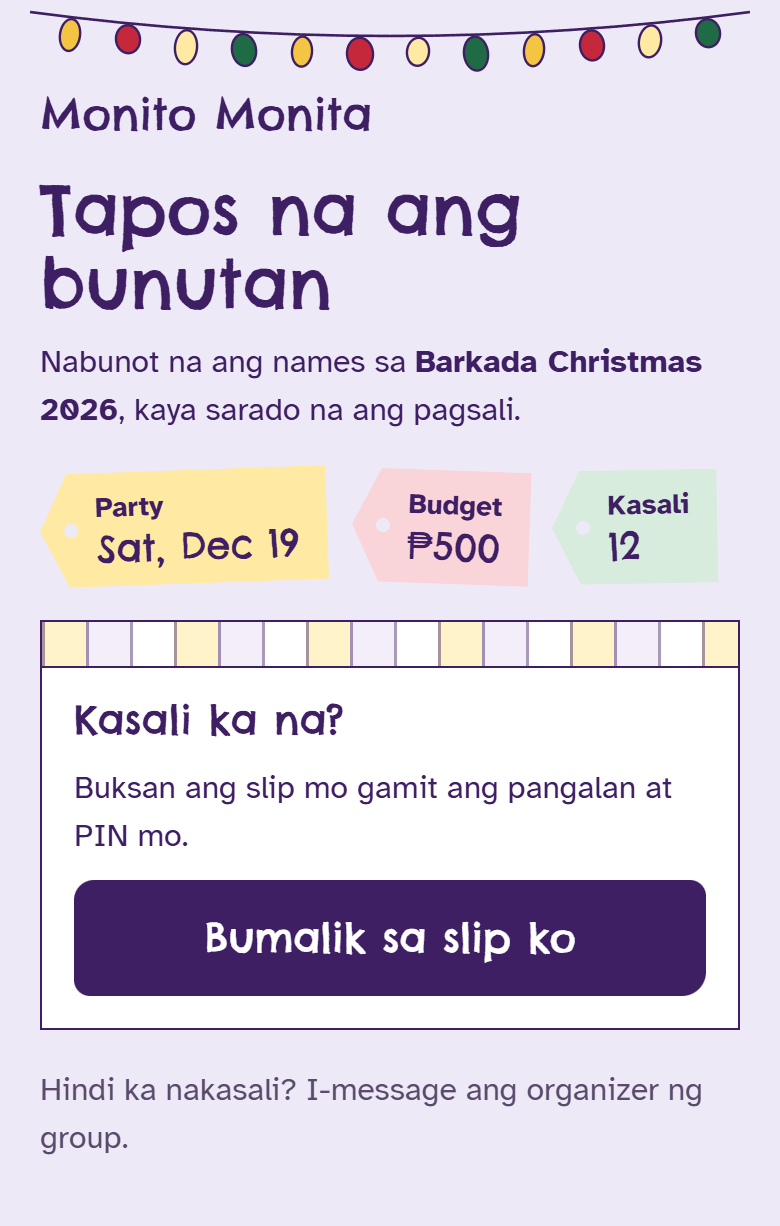 Monito Monita
Tapos na ang
bunutan
Nabunot na ang names sa Barkada Christmas
2026, kaya sarado na ang pagsali.
Party
Sat, Dec 19
Budget
₱500
Kasali
12
Kasali ka na?
Buksan ang slip mo gamit ang pangalan at
PIN mo.
Bumalik sa slip ko
Hindi ka nakasali? I-message ang organizer ng
group.